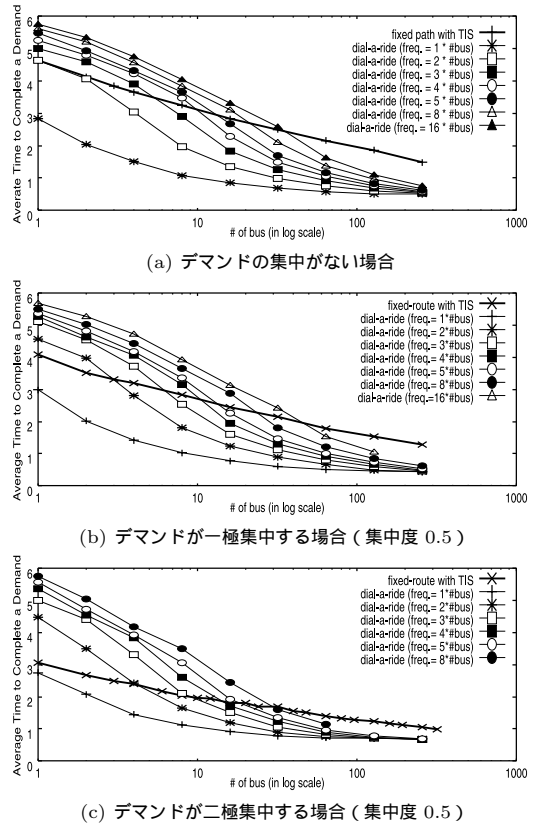 Averate Time to Complete a Demand
6
5
4
3
2
1
0
1
10
100
1000
# of bus (in log scale)
fixed path with TIS
dial-a-ride (freq. = 1 * #bus)
dial-a-ride (freq. = 2 * #bus)
dial-a-ride (freq. = 3 * #bus)
dial-a-ride (freq. = 4 * #bus)
dial-a-ride (freq. = 5 * #bus)
dial-a-ride (freq. = 8 * #bus)
dial-a-ride (freq. = 16 * #bus)
(a) デマンドの集中がない場合
Average Time to Complete a Demand
6
5
4
3
2
1
0
1
10
100
1000
# of bus (in log scale)
fixed-route with TIS
dial-a-ride (freq.= 1*#bus)
dial-a-ride (freq.= 2*#bus)
dial-a-ride (freq.= 3*#bus)
dial-a-ride (freq.= 4*#bus)
dial-a-ride (freq.= 5*#bus)
dial-a-ride (freq.= 8*#bus)
dial-a-ride (freq.=16*#bus)
(b) デマンドが一極集中する場合(集中度 0.5)
Average Time to Complete a Demand
6
5
4
3
2
1
0
1
10
100
1000
# of bus (in log scale)
fixed-route with TIS
dial-a-ride (freq.= 1*#bus)
dial-a-ride (freq.= 2*#bus)
dial-a-ride (freq.= 3*#bus)
dial-a-ride (freq.= 4*#bus)
dial-a-ride (freq.= 5*#bus)
dial-a-ride (freq.= 8*#bus)
(c) デマンドが二極集中する場合(集中度 0.5)